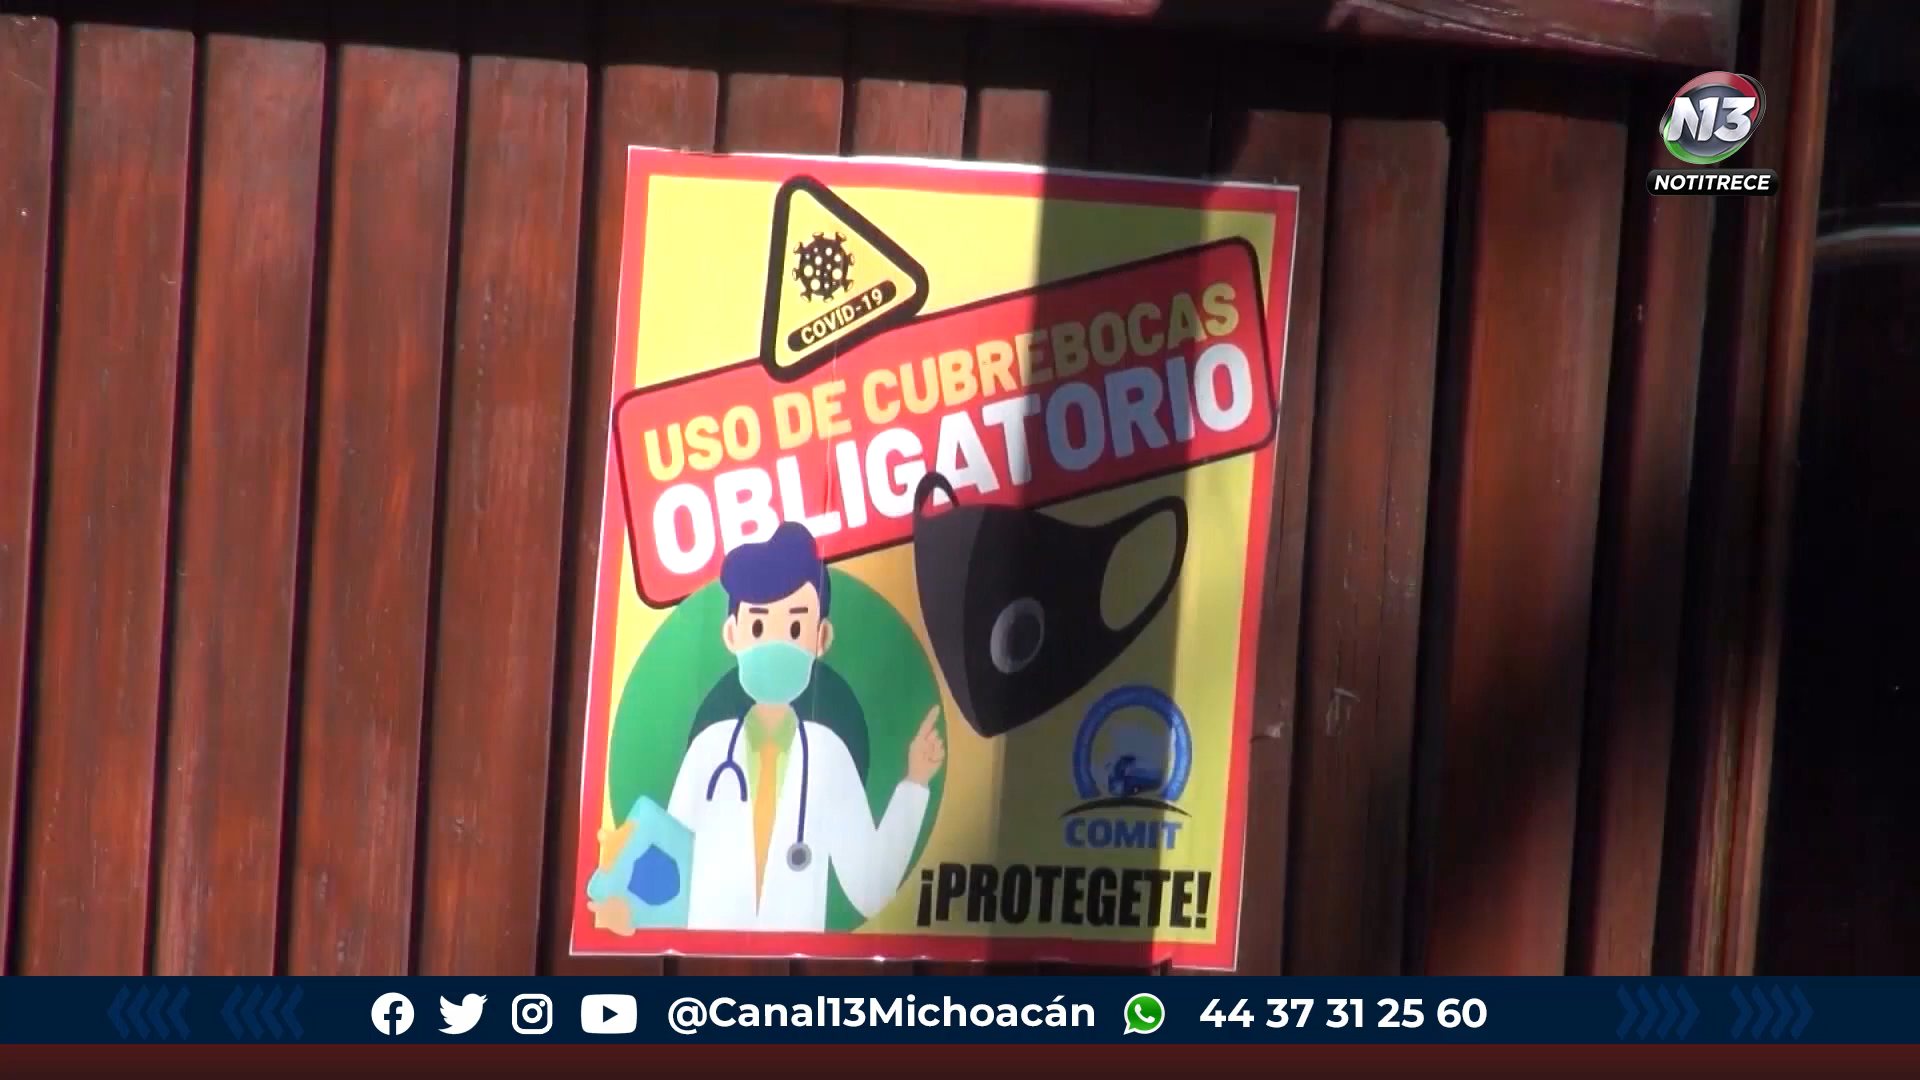 N13
NOTITRECE
COVID-19
USO DE CUBREBOCAS
OBLIGATORIO
COMIT
¡PROTEGETE!
@Canal13Michoacán 44 37 31 25 60